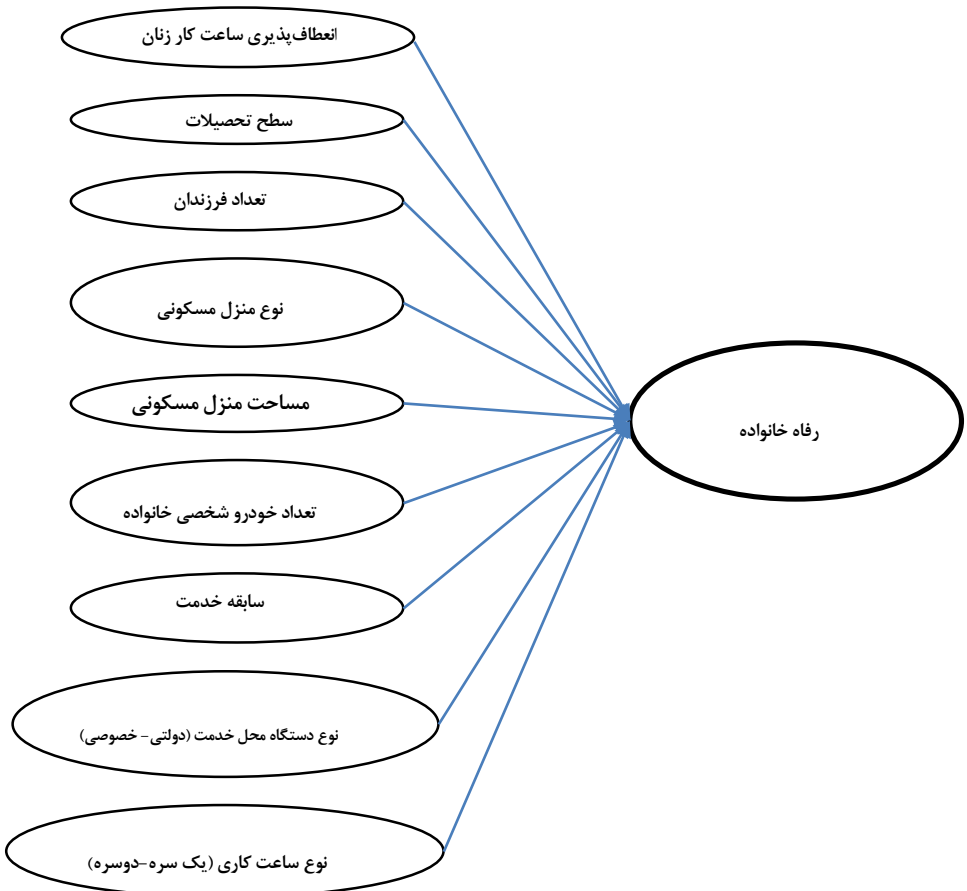 انعطاف‌پذیری ساعت کار زنان
سطح تحصیلات
تعداد فرزندان
نوع منزل مسکونی
مساحت منزل مسکونی
تعداد خودرو شخصی خانواده
سابقه خدمت
نوع دستگاه محل خدمت (دولتی- خصوصی)
نوع ساعت کاری (یک سره-دوسره)
رفاه خانواده